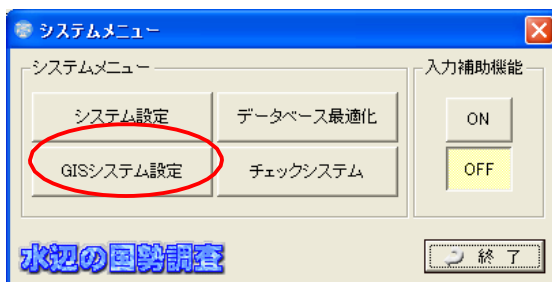 システムメニュー
システムメニュー
入力補助機能
システム設定
データベース最適化
ON
GISシステム設定
チェックシステム
OFF
水辺の国勢調査
終 了